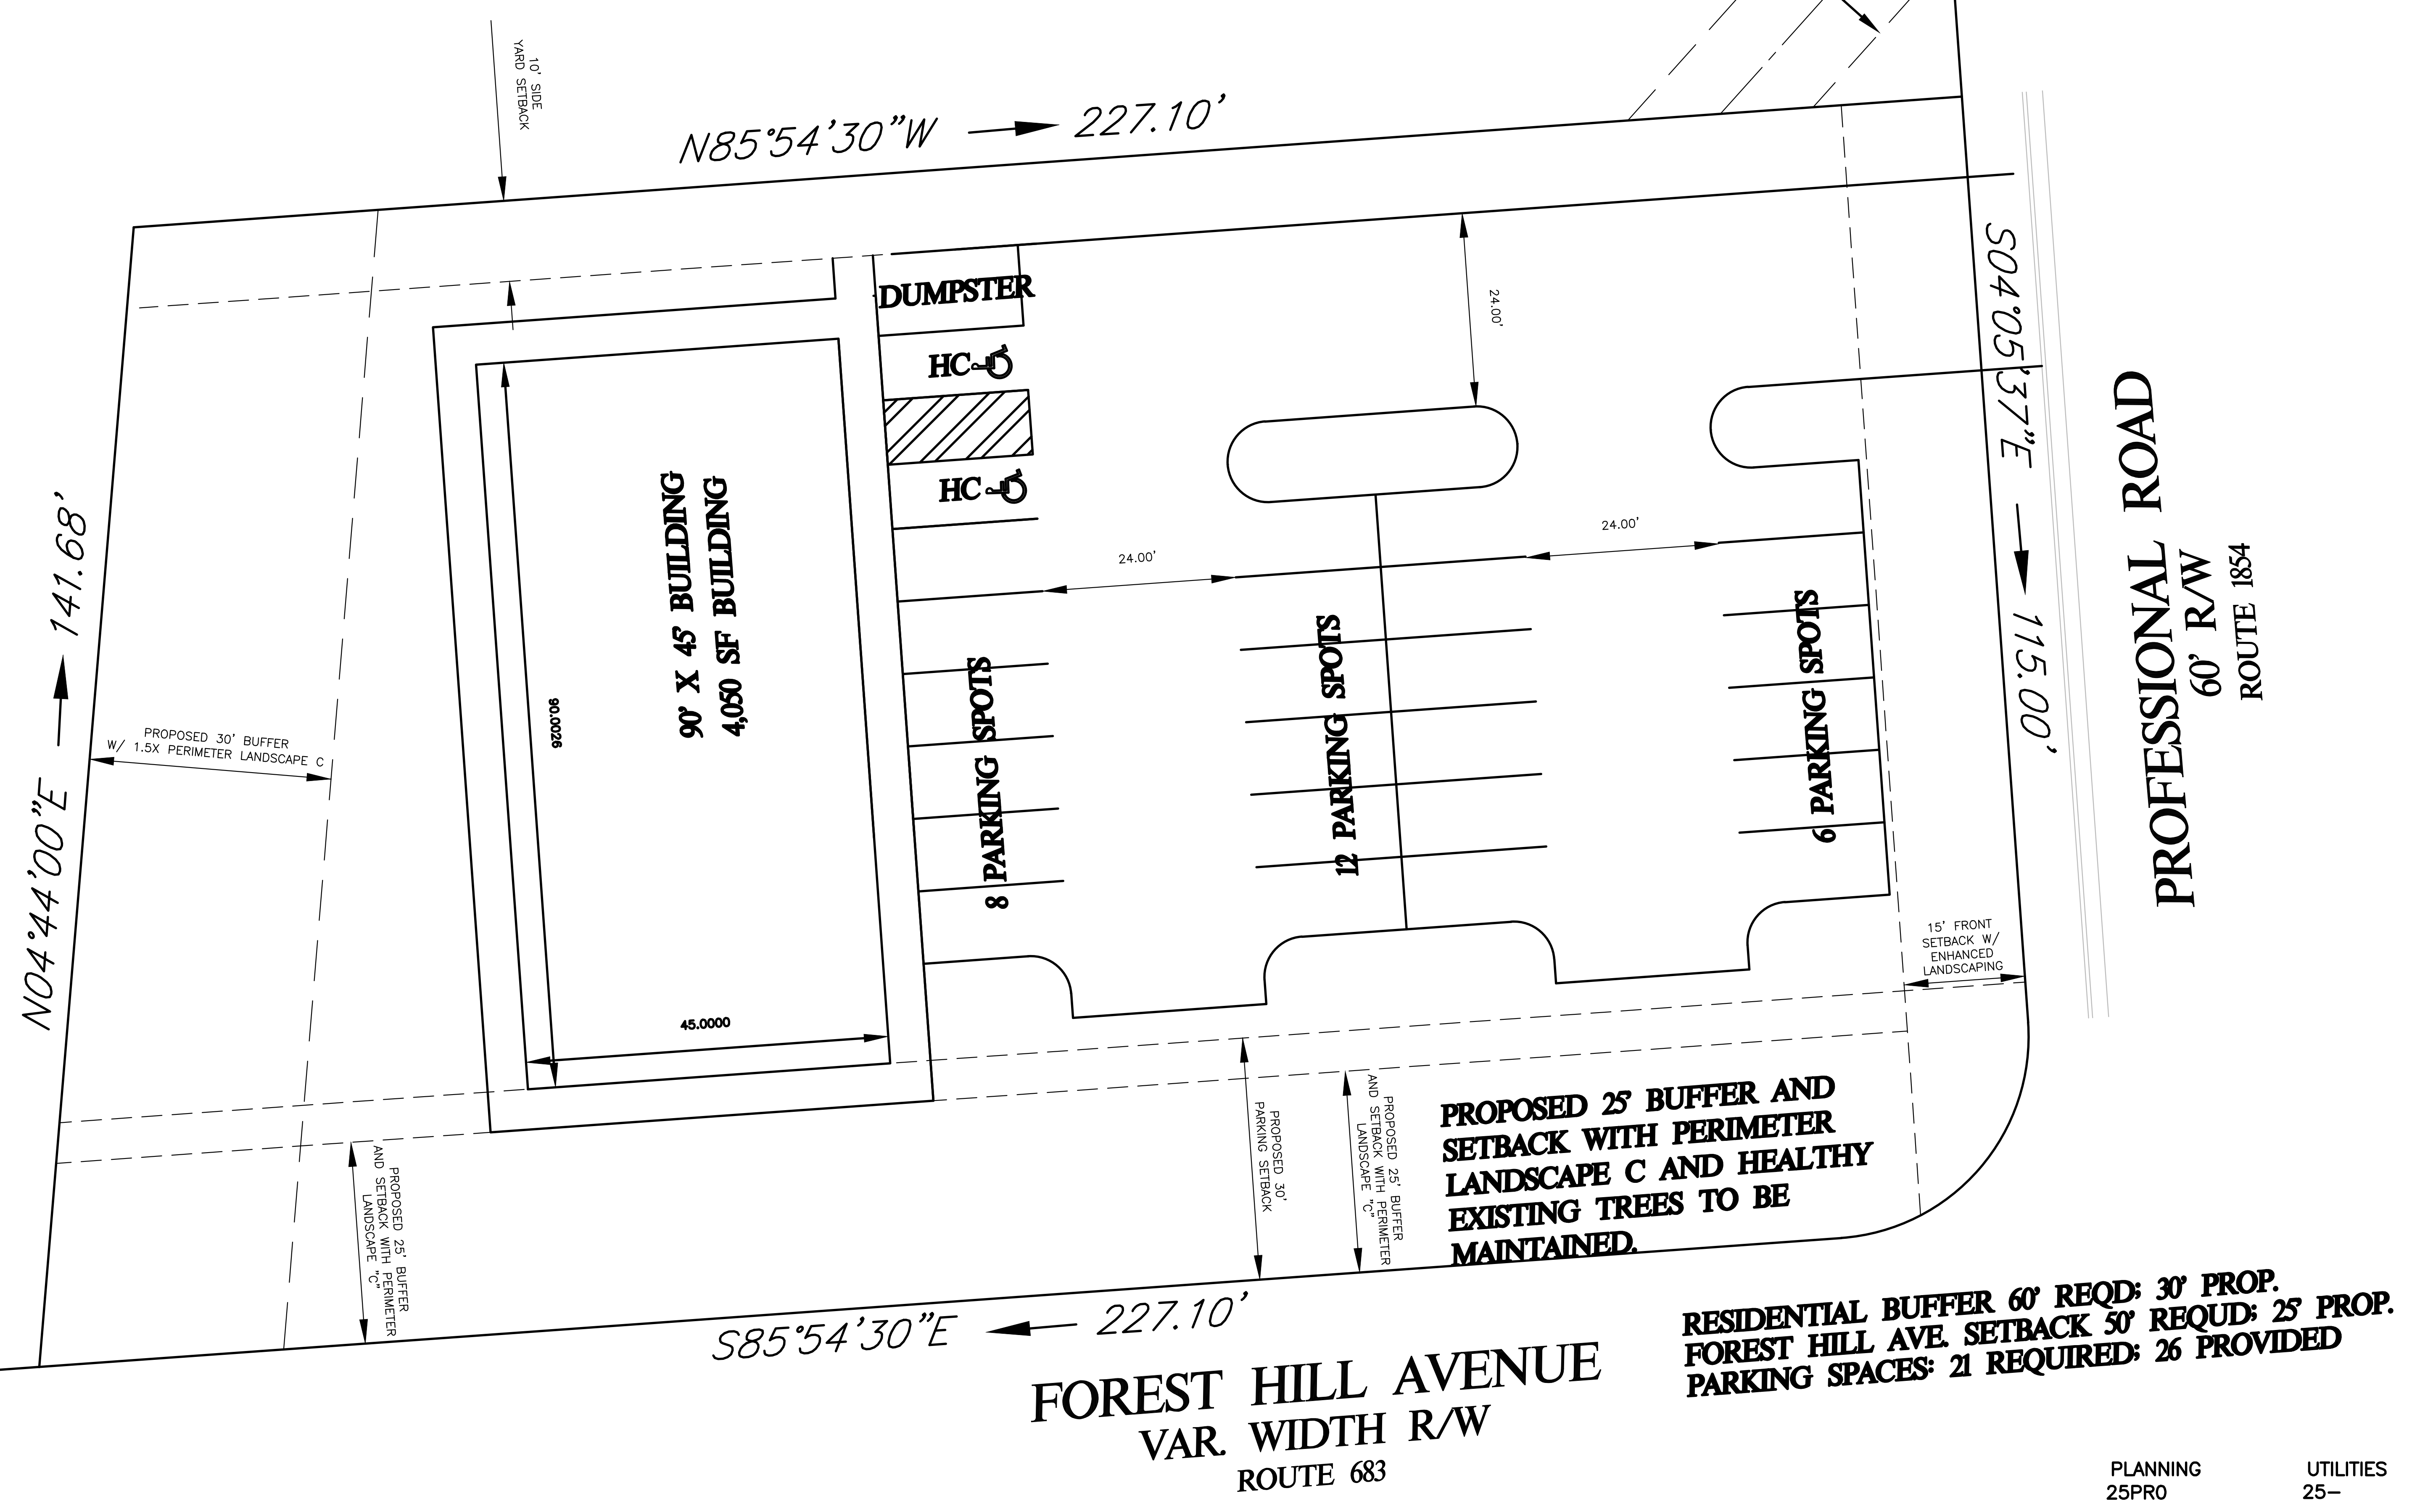 10' SIDE
YARD SETBACK
N85°54'30"W
227.10'
DUMPSTER
HC
HC
24.00'
24.00'
24.00'
S04°05'37"E
115.00'
PROFESSIONAL ROAD
60' R/W
ROUTE 1854
N04°44'00"E
141.68'
PROPOSED 30' BUFFER
W/ 1.5X PERIMETER LANDSCAPE C
90' X 45' BUILDING
4,050 SF BUILDING
90.0026
45.0000
8 PARKING SPOTS
12 PARKING SPOTS
6 PARKING SPOTS
15' FRONT
SETBACK W/
ENHANCED
LANDSCAPING
PROPOSED 25' BUFFER
AND SETBACK WITH PERIMETER
LANDSCAPE "C"
PROPOSED 30'
PARKING SETBACK
PROPOSED 25' BUFFER
AND SETBACK WITH PERIMETER
LANDSCAPE "C"
PROPOSED 25' BUFFER AND
SETBACK WITH PERIMETER
LANDSCAPE C AND HEALTHY
EXISTING TREES TO BE
MAINTAINED.
S85°54'30"E
227.10'
FOREST HILL AVENUE
VAR. WIDTH R/W
ROUTE 683
RESIDENTIAL BUFFER 60' REQD; 30' PROP.
FOREST HILL AVE. SETBACK 50' REQUD; 25' PROP.
PARKING SPACES: 21 REQUIRED; 26 PROVIDED
PLANNING
25PR0
UTILITIES
25-